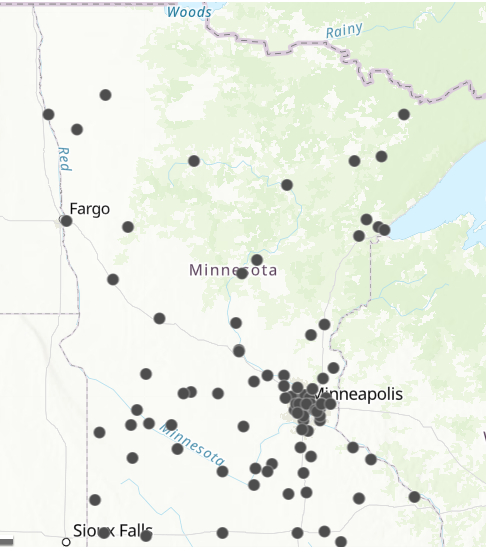 Woods
Rainy
Red
Fargo
Minnesota
Minneapolis
Minnesota
Sioux Falls